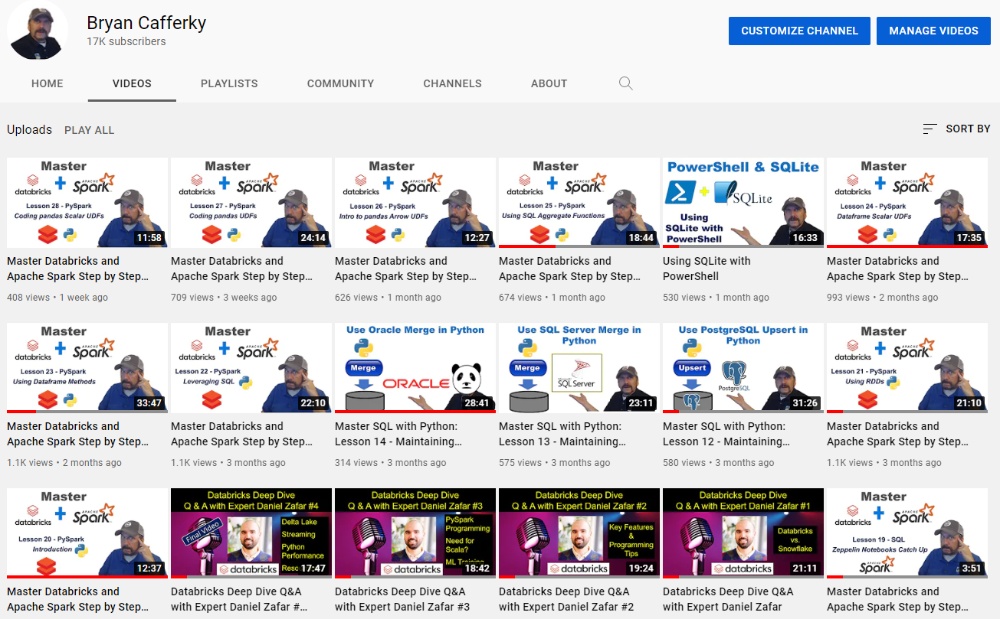 Bryan Cafferky
17K subscribers
CUSTOMIZE CHANNEL
MANAGE VIDEOS
HOME
VIDEOS
PLAYLISTS
COMMUNITY
CHANNELS
ABOUT
Uploads
PLAY ALL
SORT BY
Master
databricks
APACHE
Spark
Lesson 28 - PySpark
Coding pandas Scalar UDFs
11:58
Master Databricks and
Apache Spark Step by Step...
408 views • 1 week ago
Master
databricks
APACHE
Spark
Lesson 27 - PySpark
Coding pandas UDFs
24:14
Master Databricks and
Apache Spark Step by Step...
709 views • 3 weeks ago
Master
databricks
APACHE
Spark
Lesson 26 - PySpark
Intro to pandas Arrow UDFs
12:27
Master Databricks and
Apache Spark Step by Step...
626 views • 1 month ago
Master
databricks
APACHE
Spark
Lesson 25 - PySpark
Using SQL Aggregate Functions
18:44
Master Databricks and
Apache Spark Step by Step...
674 views • 1 month ago
PowerShell & SQLite
SQLite
Using
SQLite with
PowerShell
16:33
Using SQLite with
PowerShell
530 views • 1 month ago
Master
databricks
APACHE
Spark
Lesson 24 - PySpark
Dataframe Scalar UDFs
17:35
Master Databricks and
Apache Spark Step by Step...
993 views • 2 months ago
Master
databricks
APACHE
Spark
Lesson 23 - PySpark
Using Dataframe Methods
33:47
Master Databricks and
Apache Spark Step by Step...
1.1K views • 2 months ago
Master
databricks
APACHE
Spark
Lesson 22 - PySpark
Leveraging SQL
22:10
Master Databricks and
Apache Spark Step by Step...
1.1K views • 3 months ago
Use Oracle Merge in Python
Merge
ORACLE
28:41
Master SQL with Python:
Lesson 14 - Maintaining...
314 views • 3 months ago
Use SQL Server Merge in
Python
Merge
Microsoft
SQL Server
23:11
Master SQL with Python:
Lesson 13 - Maintaining...
575 views • 3 months ago
Use PostgreSQL Upsert in
Python
Upsert
PostgreSQL
31:26
Master SQL with Python:
Lesson 12 - Maintaining...
580 views • 3 months ago
Master
databricks
APACHE
Spark
Lesson 21 - PySpark
Using RDDs
21:10
Master Databricks and
Apache Spark Step by Step...
1.1K views • 3 months ago
Master
databricks
APACHE
Spark
Lesson 20 - PySpark
Introduction
12:37
Master Databricks and
Apache Spark Step by Step...
Databricks Deep Dive
Q & A with Expert Daniel Zafar #4
Final Video
Delta Lake
Streaming
Python
Performance
databricks
17:47
Databricks Deep Dive Q&A
with Expert Daniel Zafar #...
Databricks Deep Dive
Q & A with Expert Daniel Zafar #3
PySpark
Programming
Need for
Scala?
ML Training
databricks
18:42
Databricks Deep Dive Q&A
with Expert Daniel Zafar #3
Databricks Deep Dive
Q & A with Expert Daniel Zafar #2
Key Features
&
Programming
Tips
databricks
19:24
Databricks Deep Dive Q&A
with Expert Daniel Zafar #2
Databricks Deep Dive
Q & A with Expert Daniel Zafar #1
Databricks
vs.
Snowflake
databricks
21:11
Databricks Deep Dive Q&A
with Expert Daniel Zafar
Master
databricks
APACHE
Spark
Lesson 19 - SQL
Zeppelin Notebooks Catch Up
Spark
3:51
Master Databricks and
Apache Spark Step by Step...